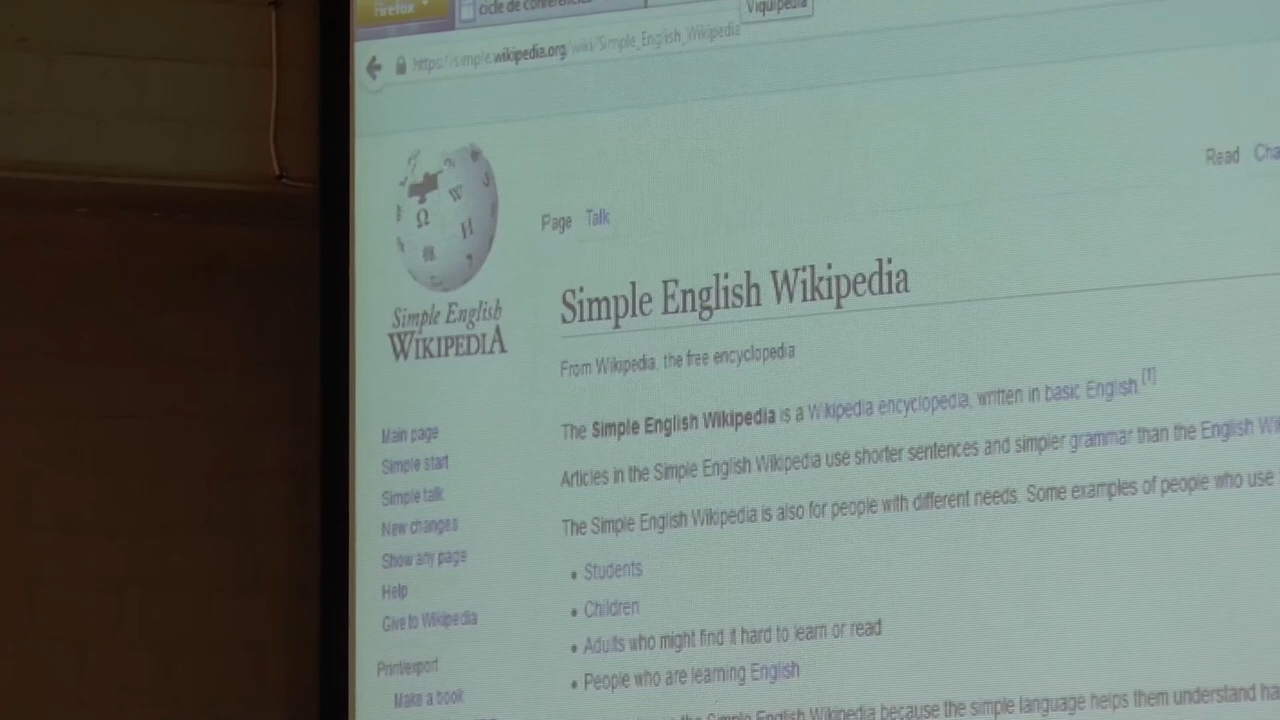 Firefox
cicle de conferències
Viquipèdia
https://simple.wikipedia.org/wiki/Simple_English_Wikipedia
Read Cha
Page Talk
Simple English Wikipedia
Simple English
WIKIPEDIA
From Wikipedia, the free encyclopedia
The Simple English Wikipedia is a Wikipedia encyclopedia, written in basic English.[1]
Articles in the Simple English Wikipedia use shorter sentences and simpler grammar than the English Wi
The Simple English Wikipedia is also for people with different needs. Some examples of people who use
• Students
• Children
• Adults who might find it hard to learn or read
• People who are learning English
Simple English Wikipedia because the simple language helps them understand ha
Main page
Simple start
Simple talk
New changes
Show any page
Help
Give to Wikipedia
Print/export
Make a book